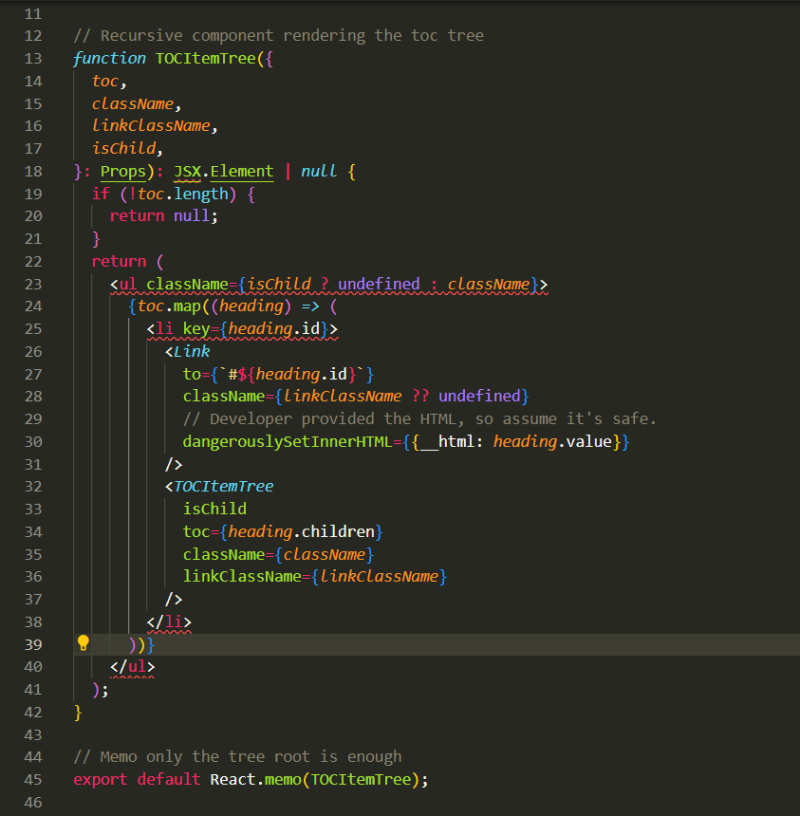 11
12 // Recursive component rendering the toc tree
13 function TOCItemTree({
14   toc,
15   className,
16   linkClassName,
17   isChild,
18 }: Props): JSX.Element | null {
19   if (!toc.length) {
20     return null;
21   }
22   return (
23     <ul className={isChild ? undefined : className}>
24       {toc.map((heading) => (
25         <li key={heading.id}>
26           <Link
27             to={`#${heading.id}`}
28             className={linkClassName ?? undefined}
29             // Developer provided the HTML, so assume it's safe.
30             dangerouslySetInnerHTML={{__html: heading.value}}
31           />
32           <TOCItemTree
33             isChild
34             toc={heading.children}
35             className={className}
36             linkClassName={linkClassName}
37           />
38         </li>
39       ))}
40     </ul>
41   );
42 }
43
44 // Memo only the tree root is enough
45 export default React.memo(TOCItemTree);
46